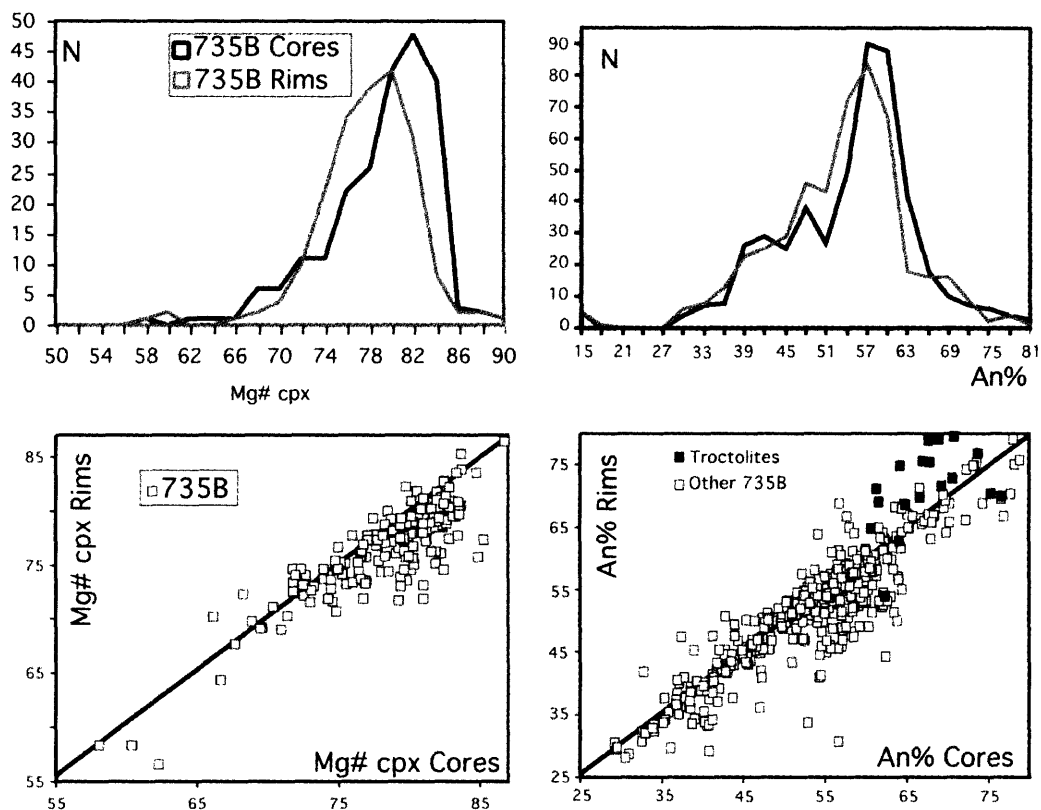 50
45
40
35
30
25
20
15
10
5
0
N
735B Cores
735B Rims
50 54 58 62 66 70 74 78 82 86 90
Mg# cpx
90
80
70
60
50
40
30
20
10
0
N
15 21 27 33 39 45 51 57 63 69 75 81
An%
85
75
65
55
Mg# cpx Rims
735B
Mg# cpx Cores
55 65 75 85
75
65
55
45
35
25
An% Rims
Troctolites
Other 735B
An% Cores
25 35 45 55 65 75